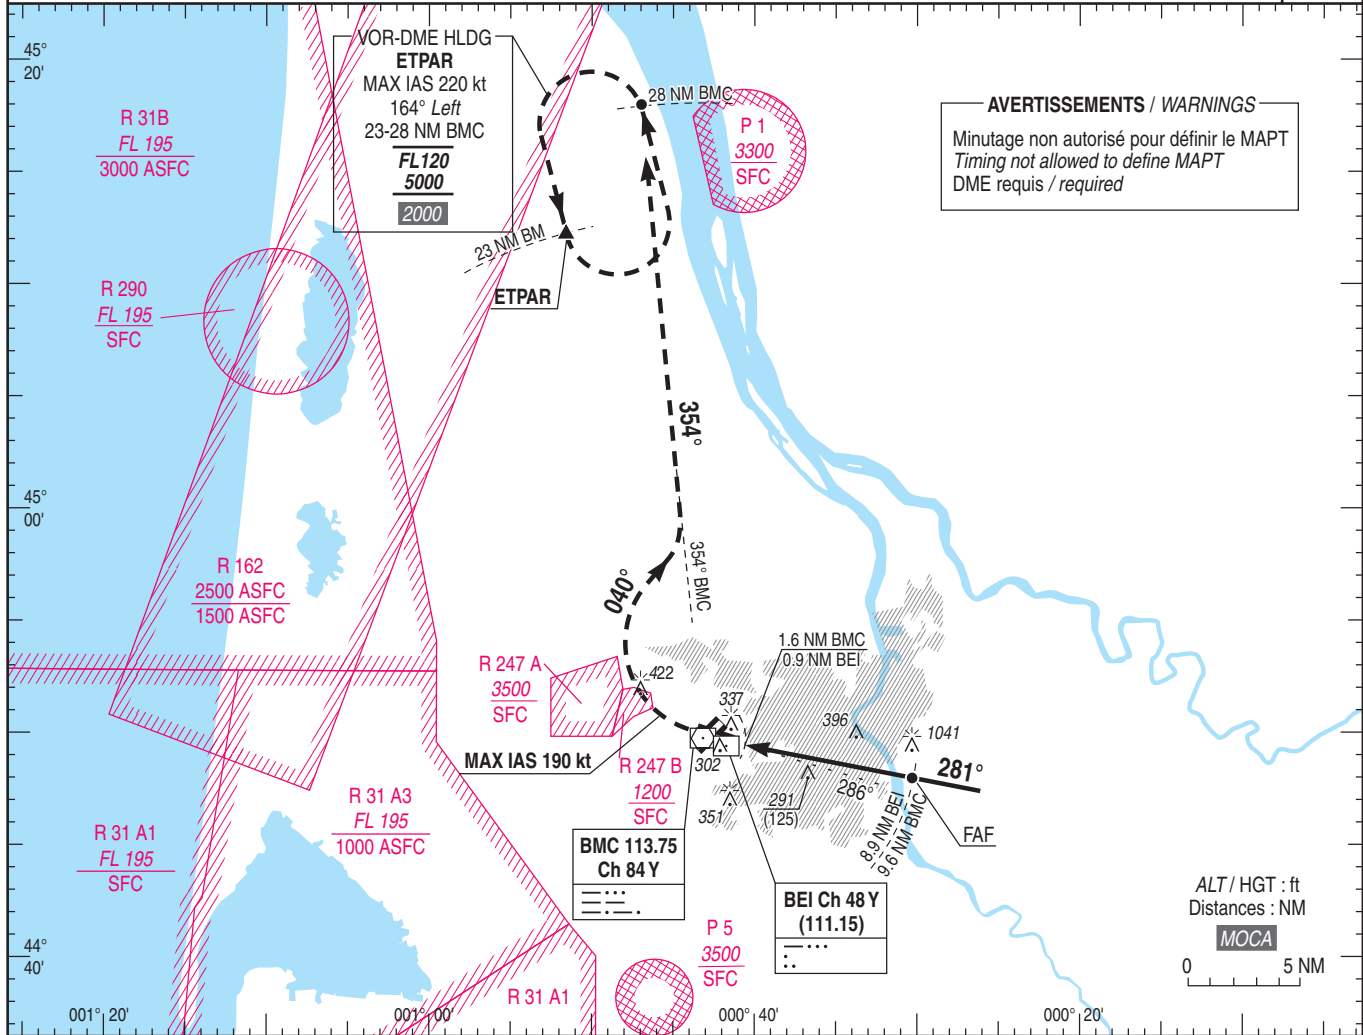 45°
20'
VOR-DME HLDG
ETPAR
MAX IAS 220 kt
164° Left
23-28 NM BMC
FL120
5000
2000
28 NM BMC
P 1
3300
SFC
AVERTISSEMENTS / WARNINGS
Minutage non autorisé pour définir le MAPT
Timing not allowed to define MAPT
DME requis / required
R 31B
FL 195
3000 ASFC
23 NM BM
ETPAR
R 290
FL 195
SFC
354°
45°
00'
354° BMC
040°
R 162
2500 ASFC
1500 ASFC
1.6 NM BMC
0.9 NM BEI
R 247 A
3500
SFC
422
337
396
1041
MAX IAS 190 kt
302
R 247 B
1200
SFC
351
291
(125)
286°
281°
8.9 NM BEI
9.6 NM BMC
FAF
R 31 A3
FL 195
1000 ASFC
R 31 A1
FL 195
SFC
BMC 113.75
Ch 84 Y
BEI Ch 48 Y
(111.15)
ALT / HGT : ft
Distances : NM
MOCA
0 5 NM
44°
40'
P 5
3500
SFC
R 31 A1
001° 20'
001° 00'
000° 40'
000° 20'